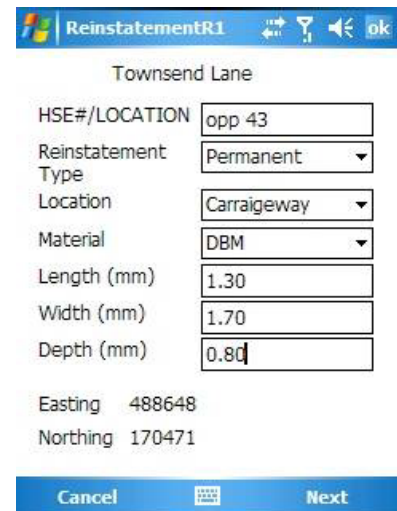 ReinstatementR1 ok
Townsend Lane
HSE#/LOCATION opp 43
Reinstatement Type Permanent
Location Carraigeway
Material DBM
Length (mm) 1.30
Width (mm) 1.70
Depth (mm) 0.80
Easting 488648
Northing 170471
Cancel Next